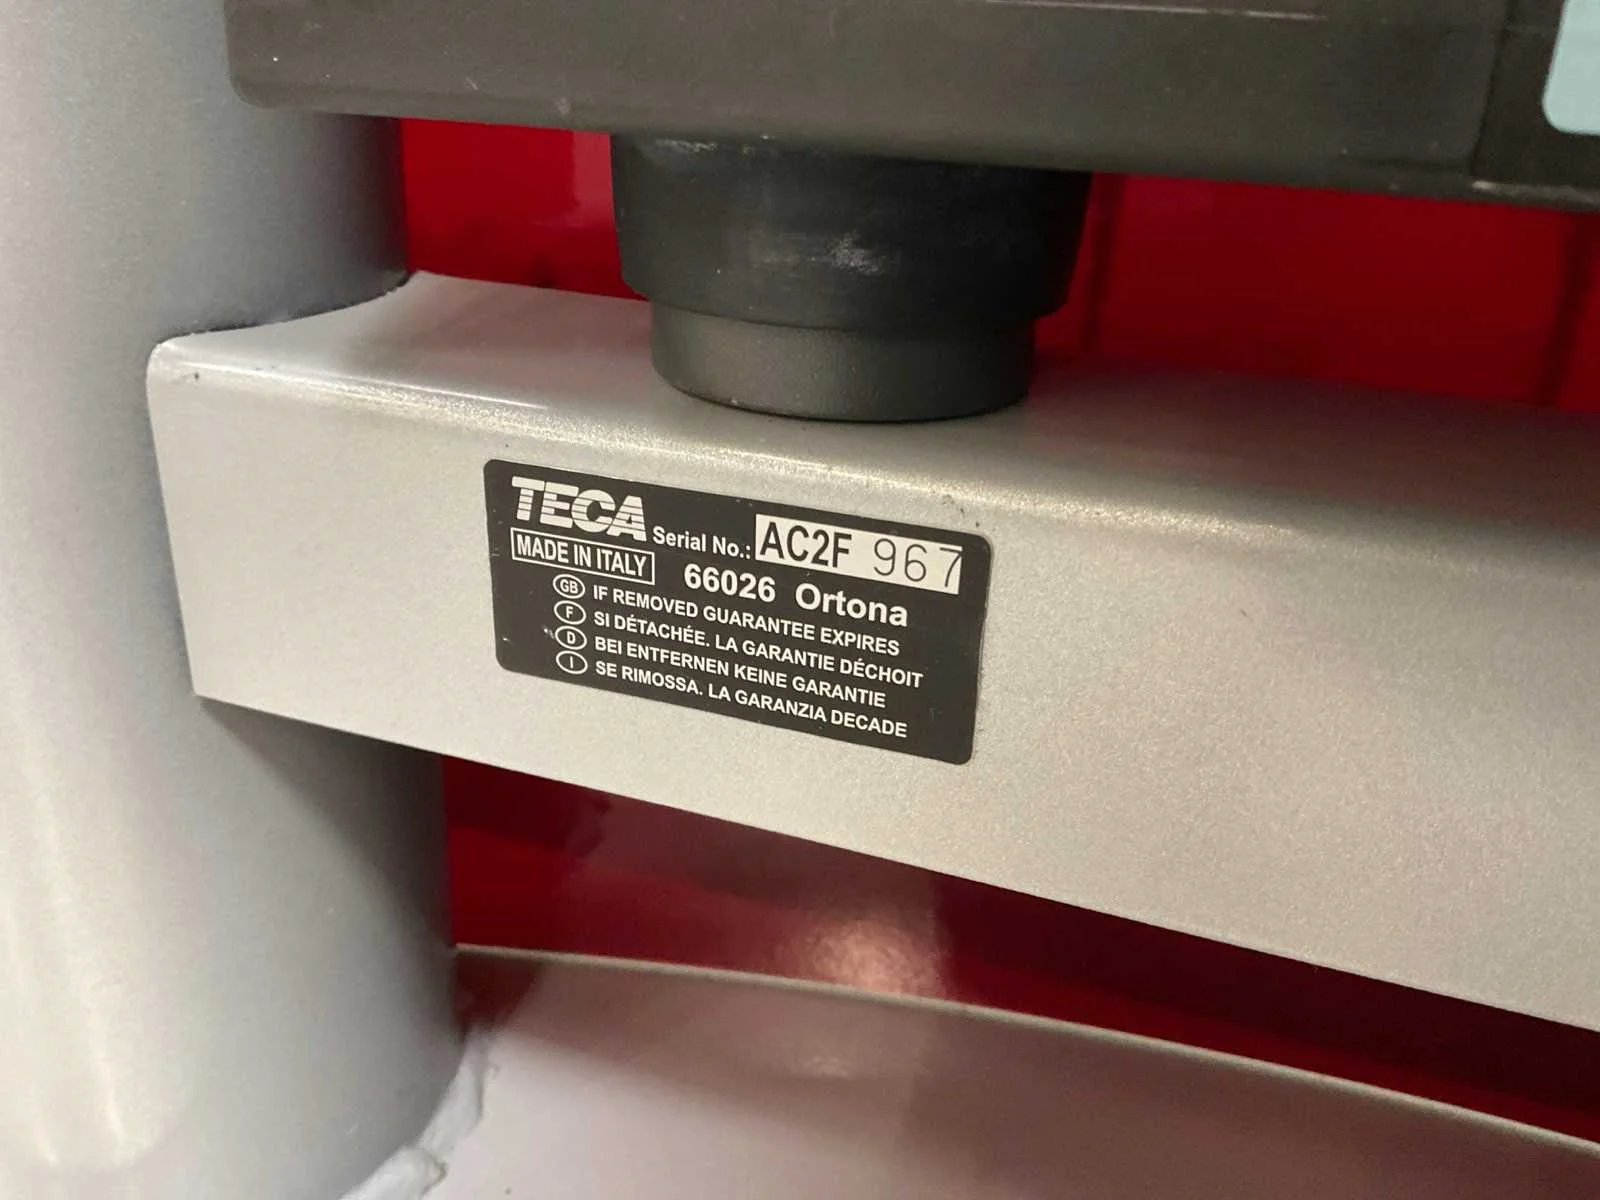 TECA Serial No.: AC2F 967
MADE IN ITALY 66026 Ortona
GB IF REMOVED GUARANTEE EXPIRES
F SI DÉTACHÉE. LA GARANTIE DÉCHOIT
D BEI ENTFERNEN KEINE GARANTIE
I SE RIMOSSA. LA GARANZIA DECADE